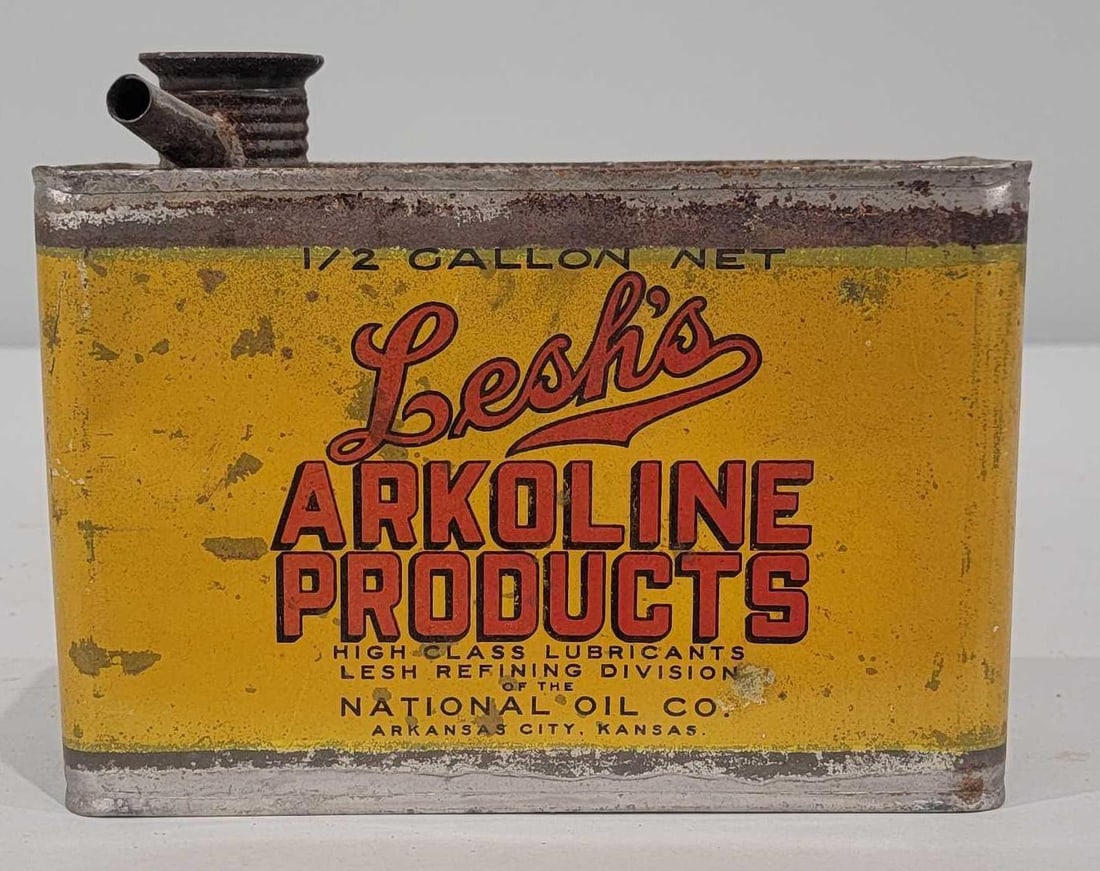 1/2 GALLON NET
Lesh's
ARKOLINE
PRODUCTS
HIGH CLASS LUBRICANTS
LESH REFINING DIVISION
OF THE
NATIONAL OIL CO.
ARKANSAS CITY, KANSAS.